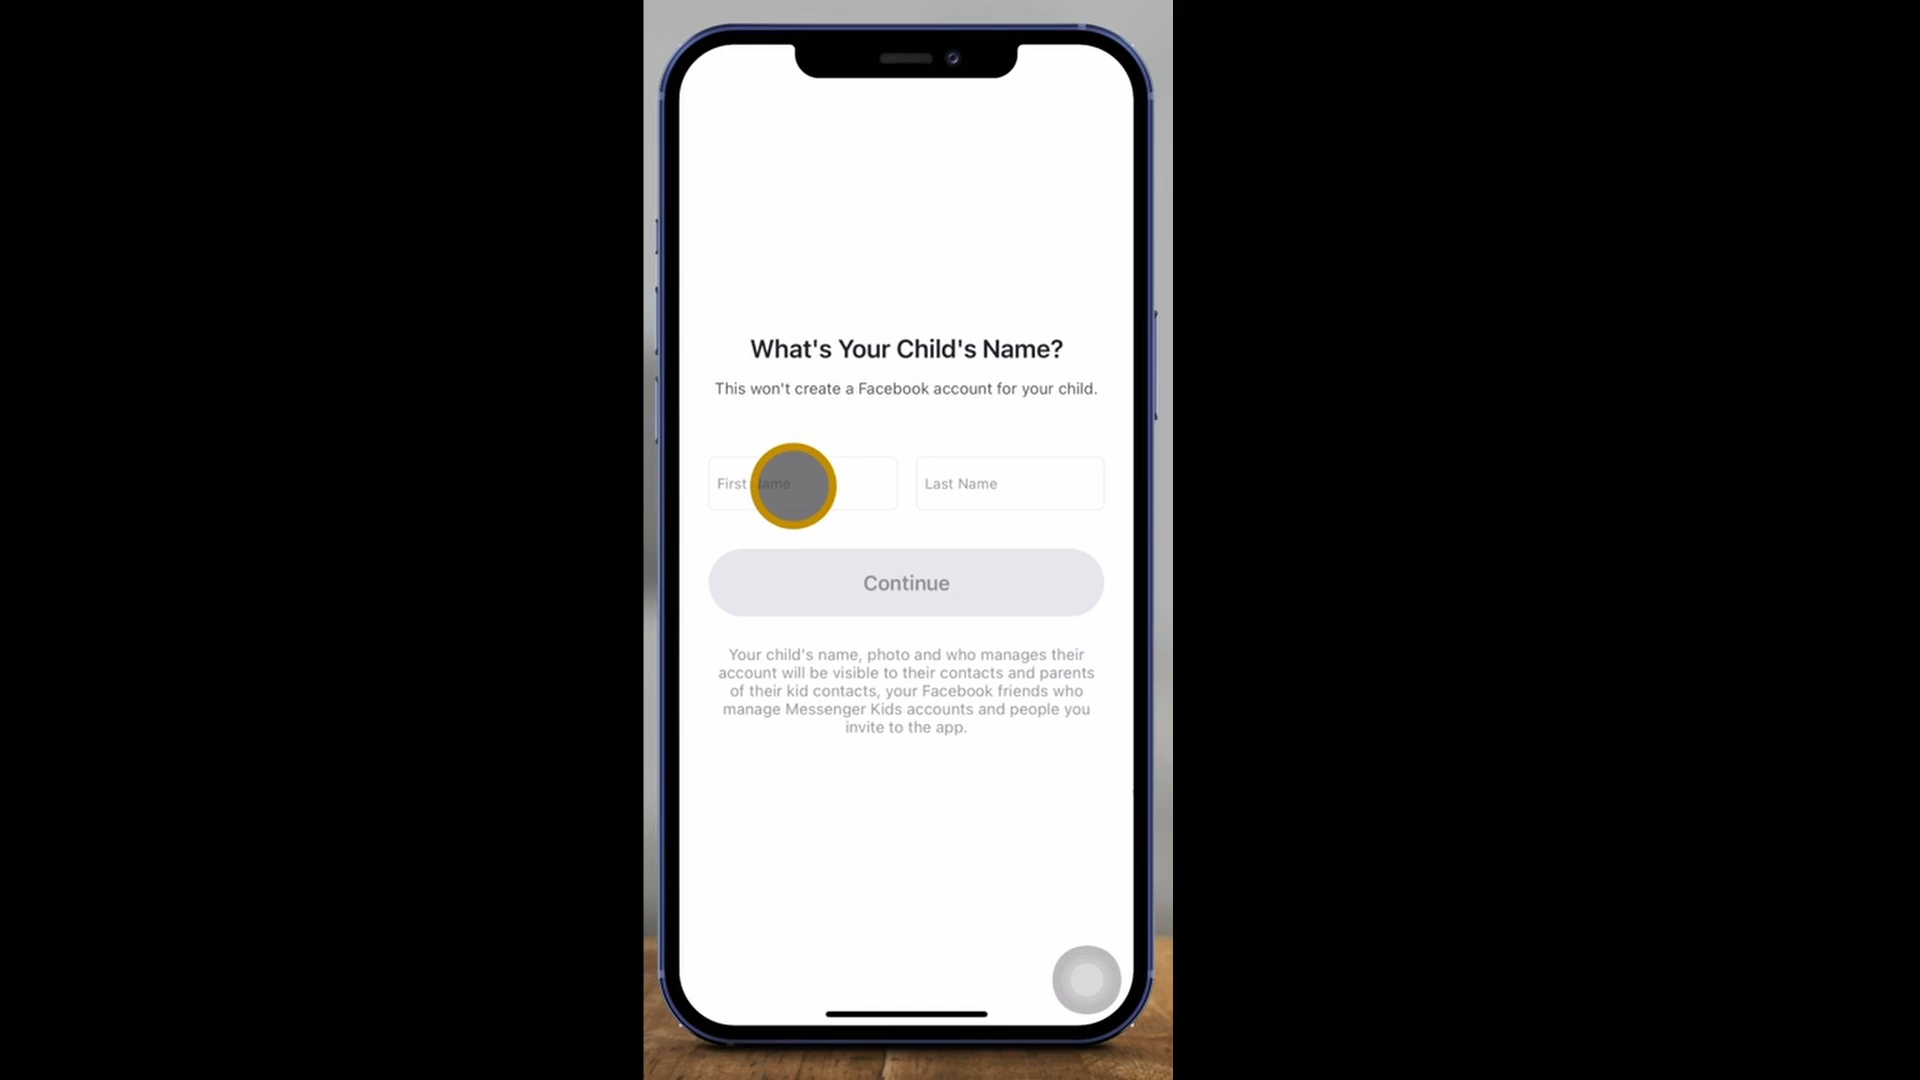 What's Your Child's Name?
This won't create a Facebook account for your child.
First Name
Last Name
Continue
Your child's name, photo and who manages their
account will be visible to their contacts and parents
of their kid contacts, your Facebook friends who
manage Messenger Kids accounts and people you
invite to the app.